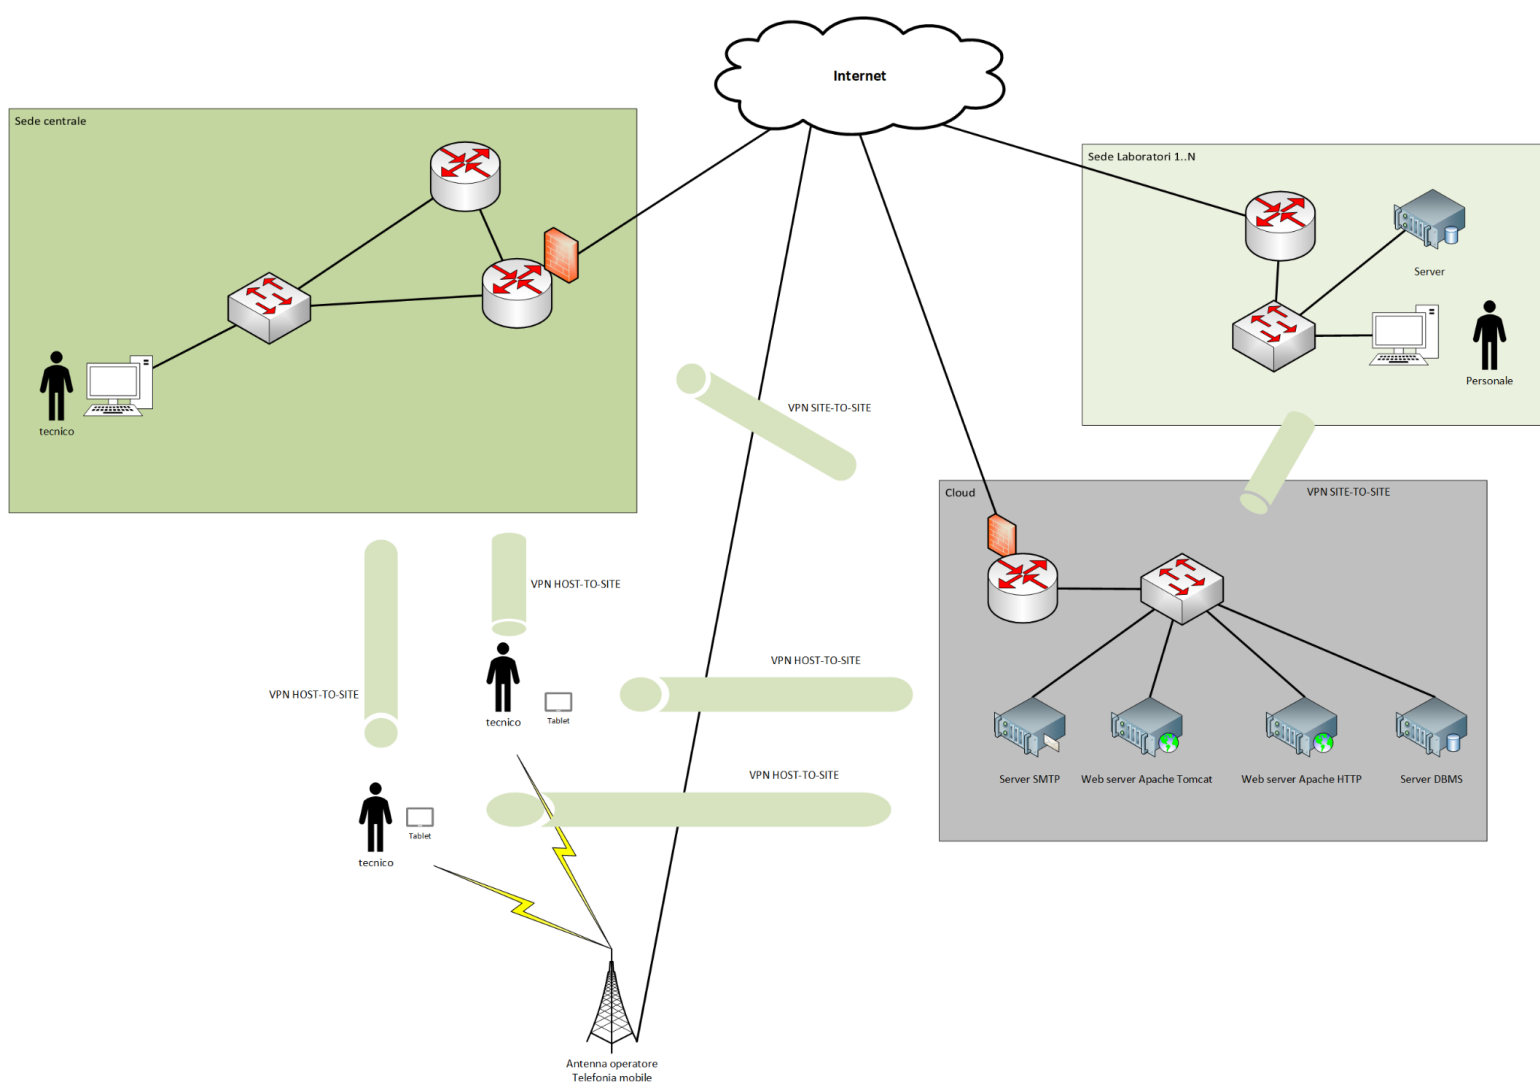 Internet
Sede centrale
Sede Laboratori 1..N
Server
Personale
tecnico
VPN SITE-TO-SITE
Cloud
VPN SITE-TO-SITE
VPN HOST-TO-SITE
VPN HOST-TO-SITE
VPN HOST-TO-SITE
tecnico
Tablet
VPN HOST-TO-SITE
Server SMTP
Web server Apache Tomcat
Web server Apache HTTP
Server DBMS
Tablet
tecnico
Antenna operatore
Telefonia mobile